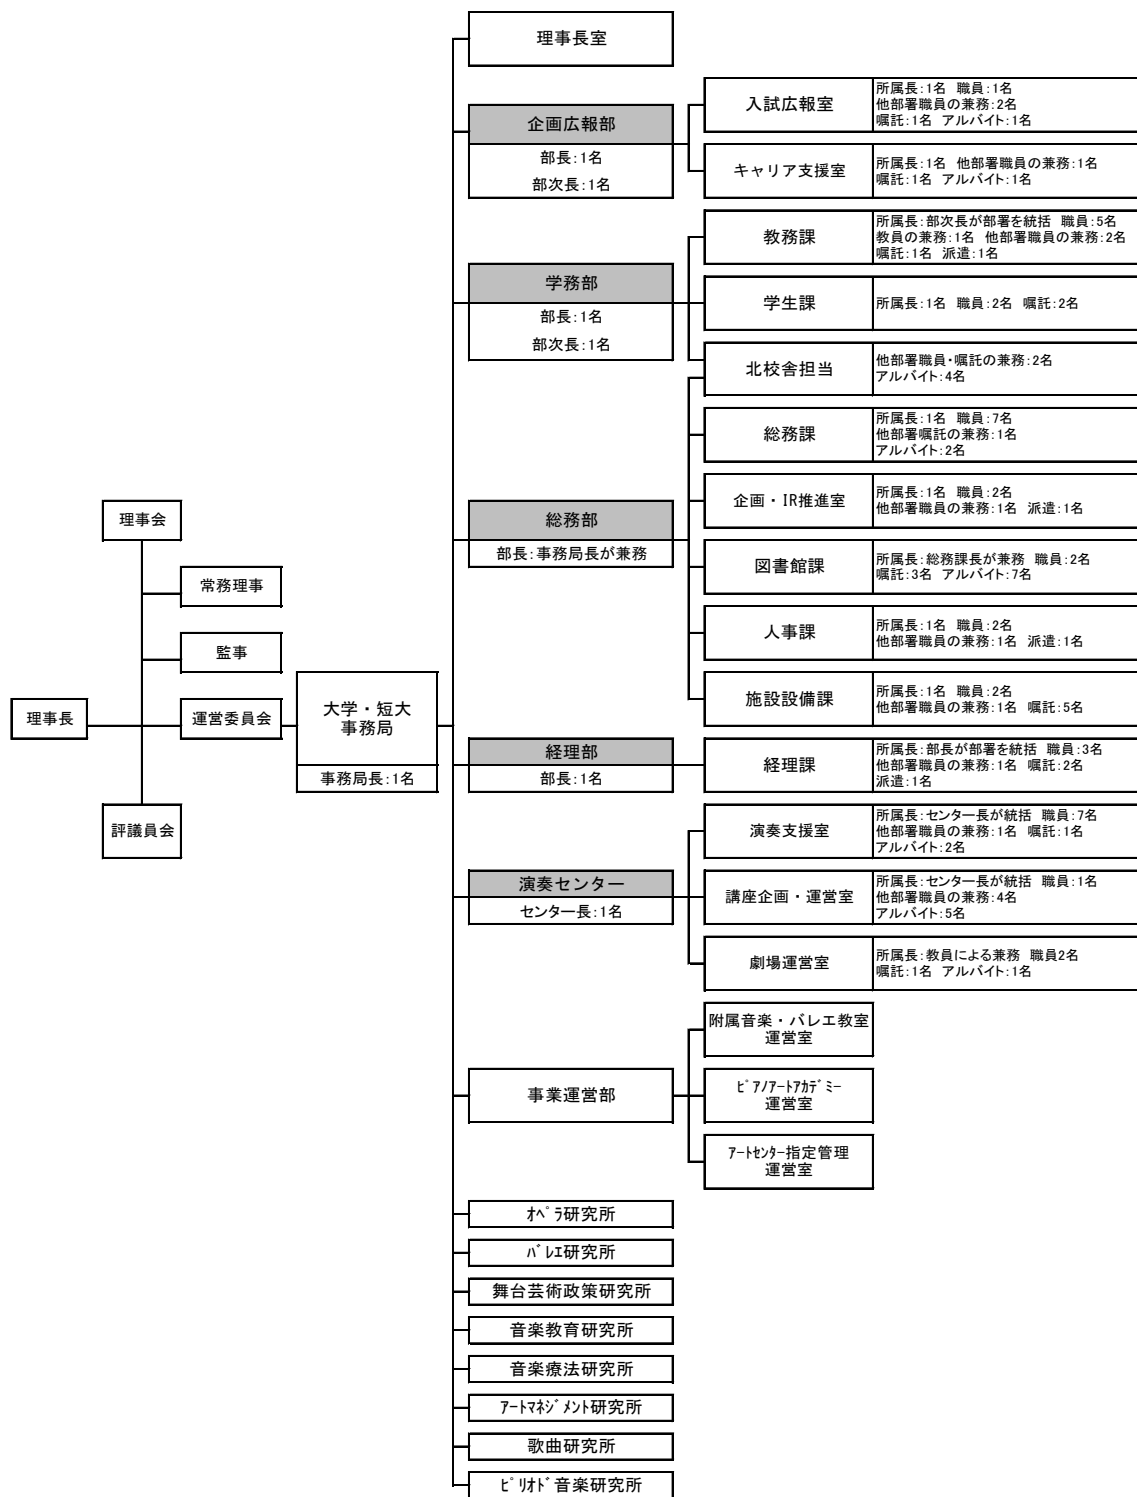 理事長室
企画広報部
部長：1名
部次長：1名
入試広報室
所属長：1名 職員：1名
他部署職員の兼務：2名
嘱託：1名 アルバイト：1名
キャリア支援室
所属長：1名 他部署職員の兼務：1名
嘱託：1名 アルバイト：1名
学務部
部長：1名
部次長：1名
教務課
所属長：部次長が部署を統括 職員：5名
教員の兼務：1名 他部署職員の兼務：2名
嘱託：1名 派遣：1名
学生課
所属長：1名 職員：2名 嘱託：2名
北校舎担当
他部署職員・嘱託の兼務：2名
アルバイト：4名
総務部
部長：事務局長が兼務
総務課
所属長：1名 職員：7名
他部署嘱託の兼務：1名
アルバイト：2名
企画・IR推進室
所属長：1名 職員：2名
他部署職員の兼務：1名 派遣：1名
図書館課
所属長：総務課長が兼務 職員：2名
嘱託：3名 アルバイト：7名
人事課
所属長：1名 職員：2名
他部署職員の兼務：1名 派遣：1名
施設設備課
所属長：1名 職員：2名
他部署職員の兼務：1名 嘱託：5名
理事会
常務理事
監事
理事長
運営委員会
評議員会
大学・短大
事務局
事務局長：1名
経理部
部長：1名
経理課
所属長：部長が部署を統括 職員：3名
他部署職員の兼務：1名 嘱託：2名
派遣：1名
演奏センター
センター長：1名
演奏支援室
所属長：センター長が統括 職員：7名
他部署職員の兼務：1名 嘱託：1名
アルバイト：2名
講座企画・運営室
所属長：センター長が統括 職員：1名
他部署職員の兼務：4名
アルバイト：5名
劇場運営室
所属長：教員による兼務 職員2名
嘱託：1名 アルバイト：1名
事業運営部
附属音楽・バレエ教室
運営室
ﾋﾟｱﾉｱｰﾄｱｶﾃﾞﾐｰ
運営室
ｱｰﾄｾﾝﾀｰ指定管理
運営室
ｵﾍﾟﾗ研究所
ﾊﾞﾚｴ研究所
舞台芸術政策研究所
音楽教育研究所
音楽療法研究所
ｱｰﾄﾏﾈｼﾞﾒﾝﾄ研究所
歌曲研究所
ﾋﾟﾘｵﾄﾞ音楽研究所